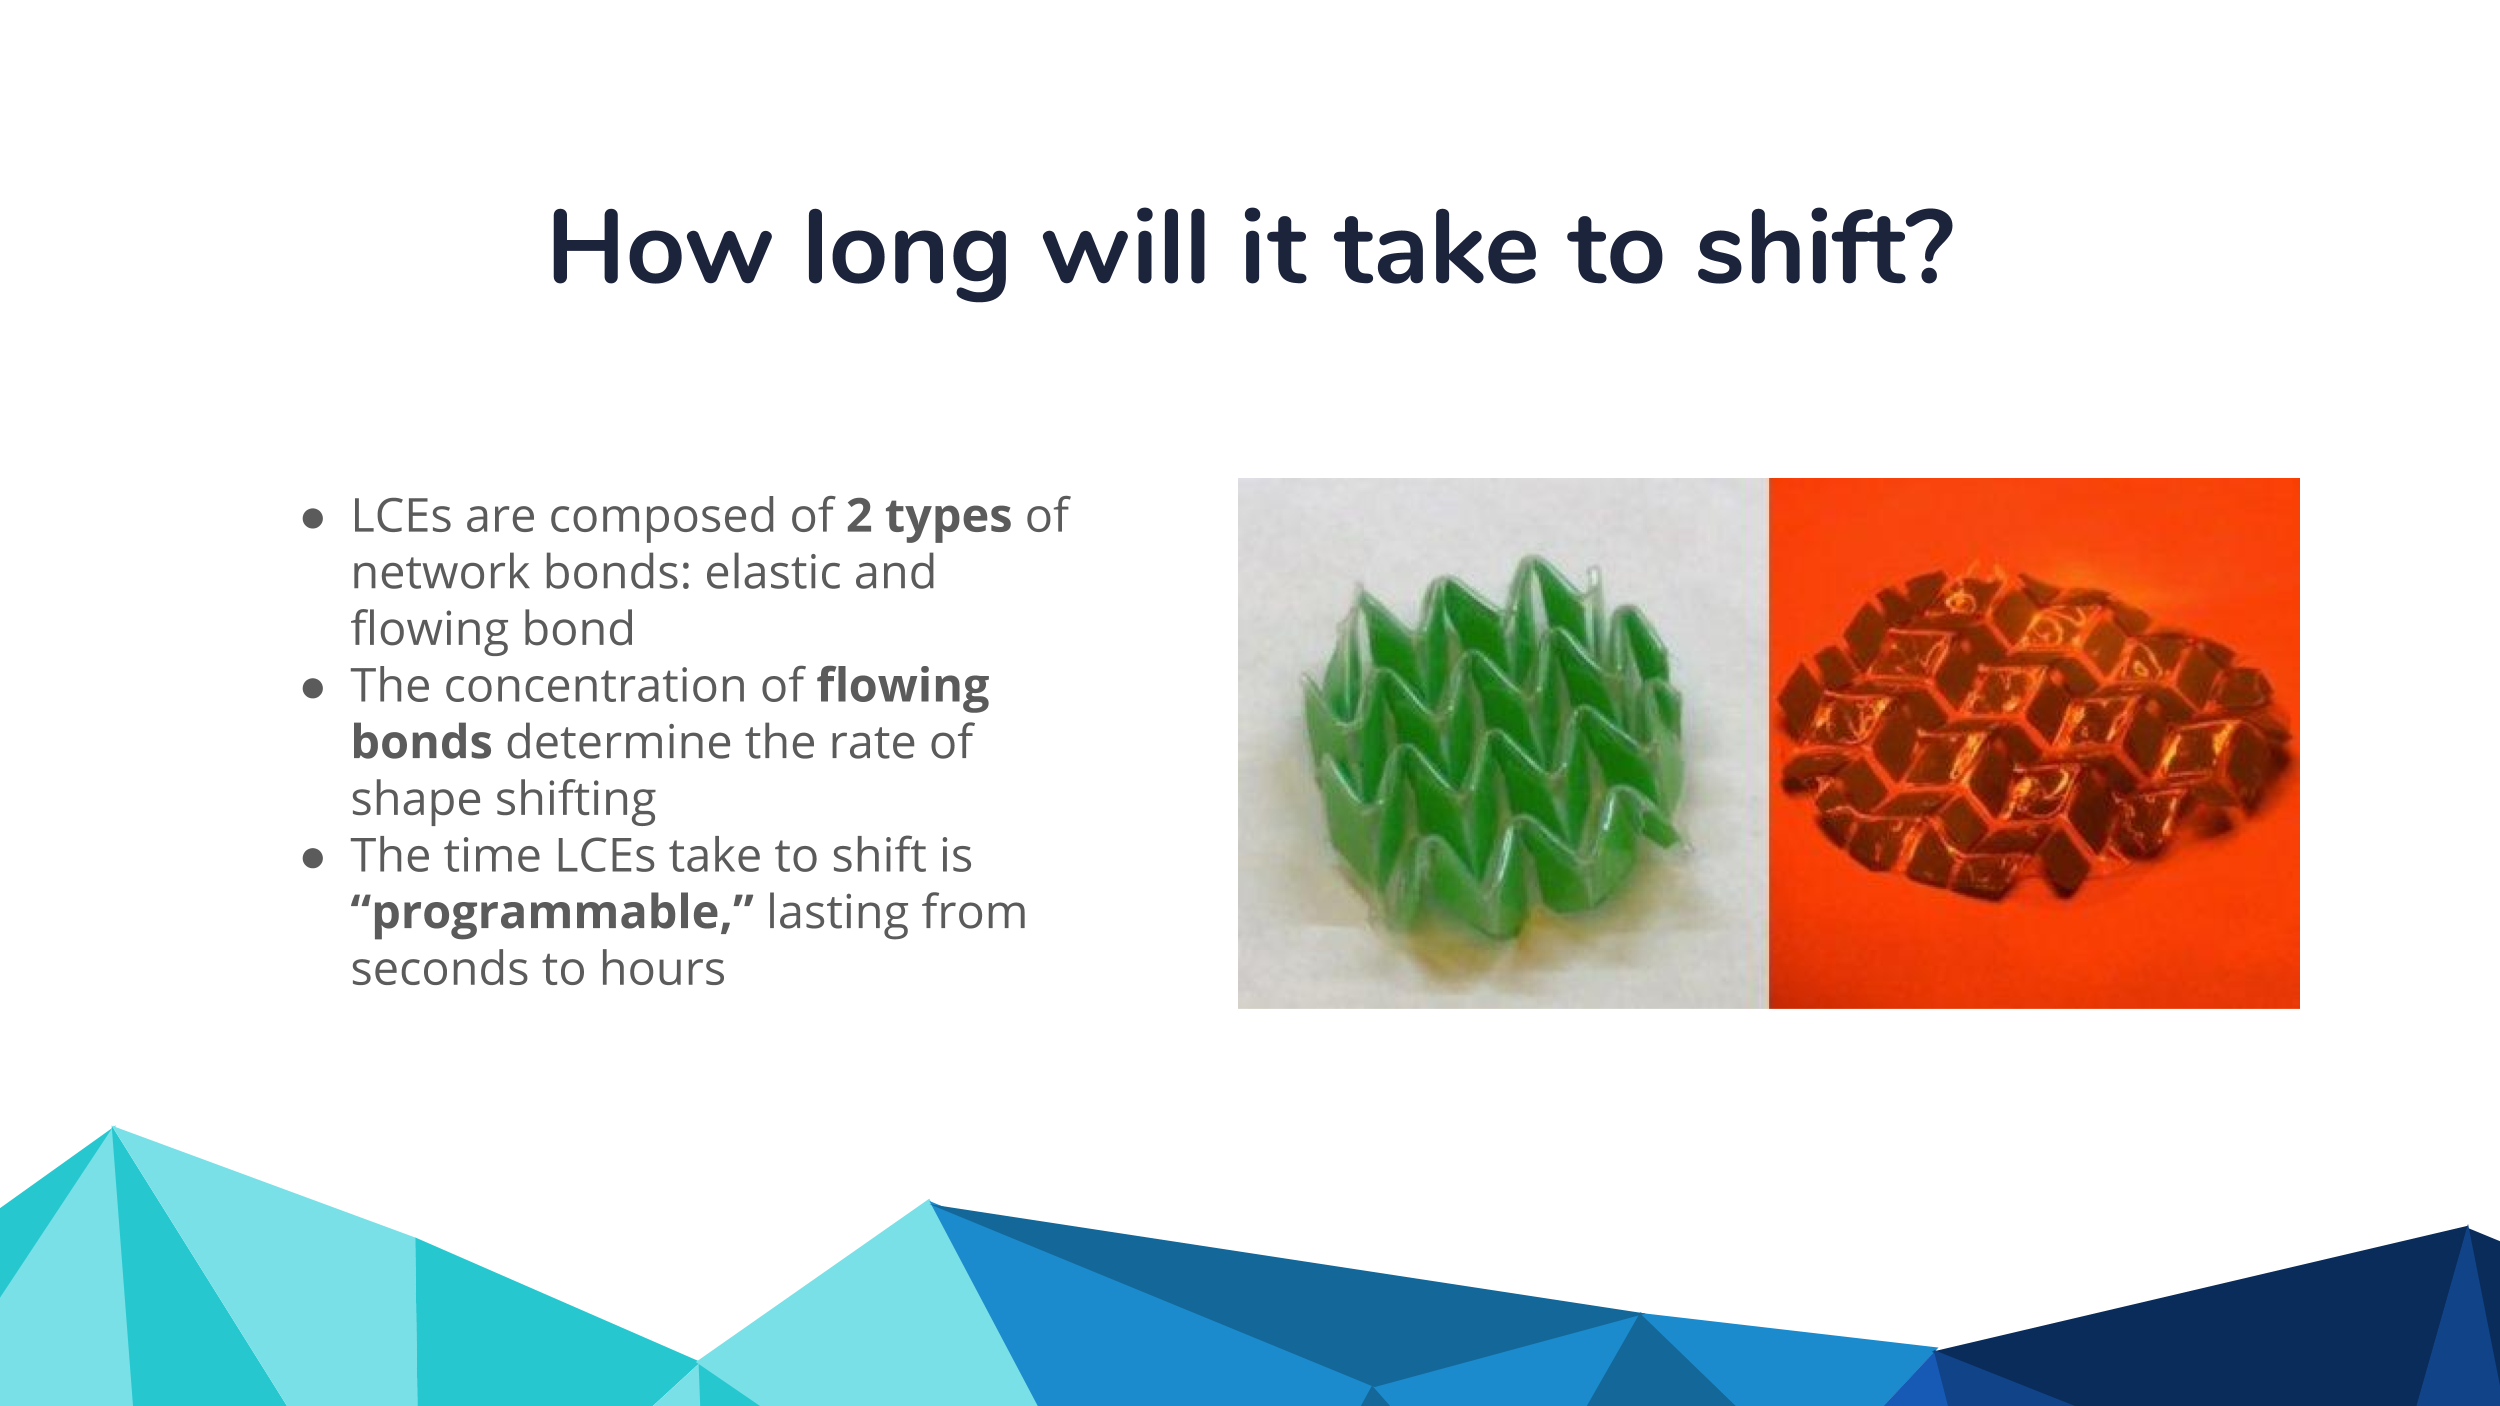 How long will it take to shift?
● LCEs are composed of 2 types of
network bonds: elastic and
flowing bond
● The concentration of flowing
bonds determine the rate of
shape shifting
● The time LCEs take to shift is
“programmable,” lasting from
seconds to hours